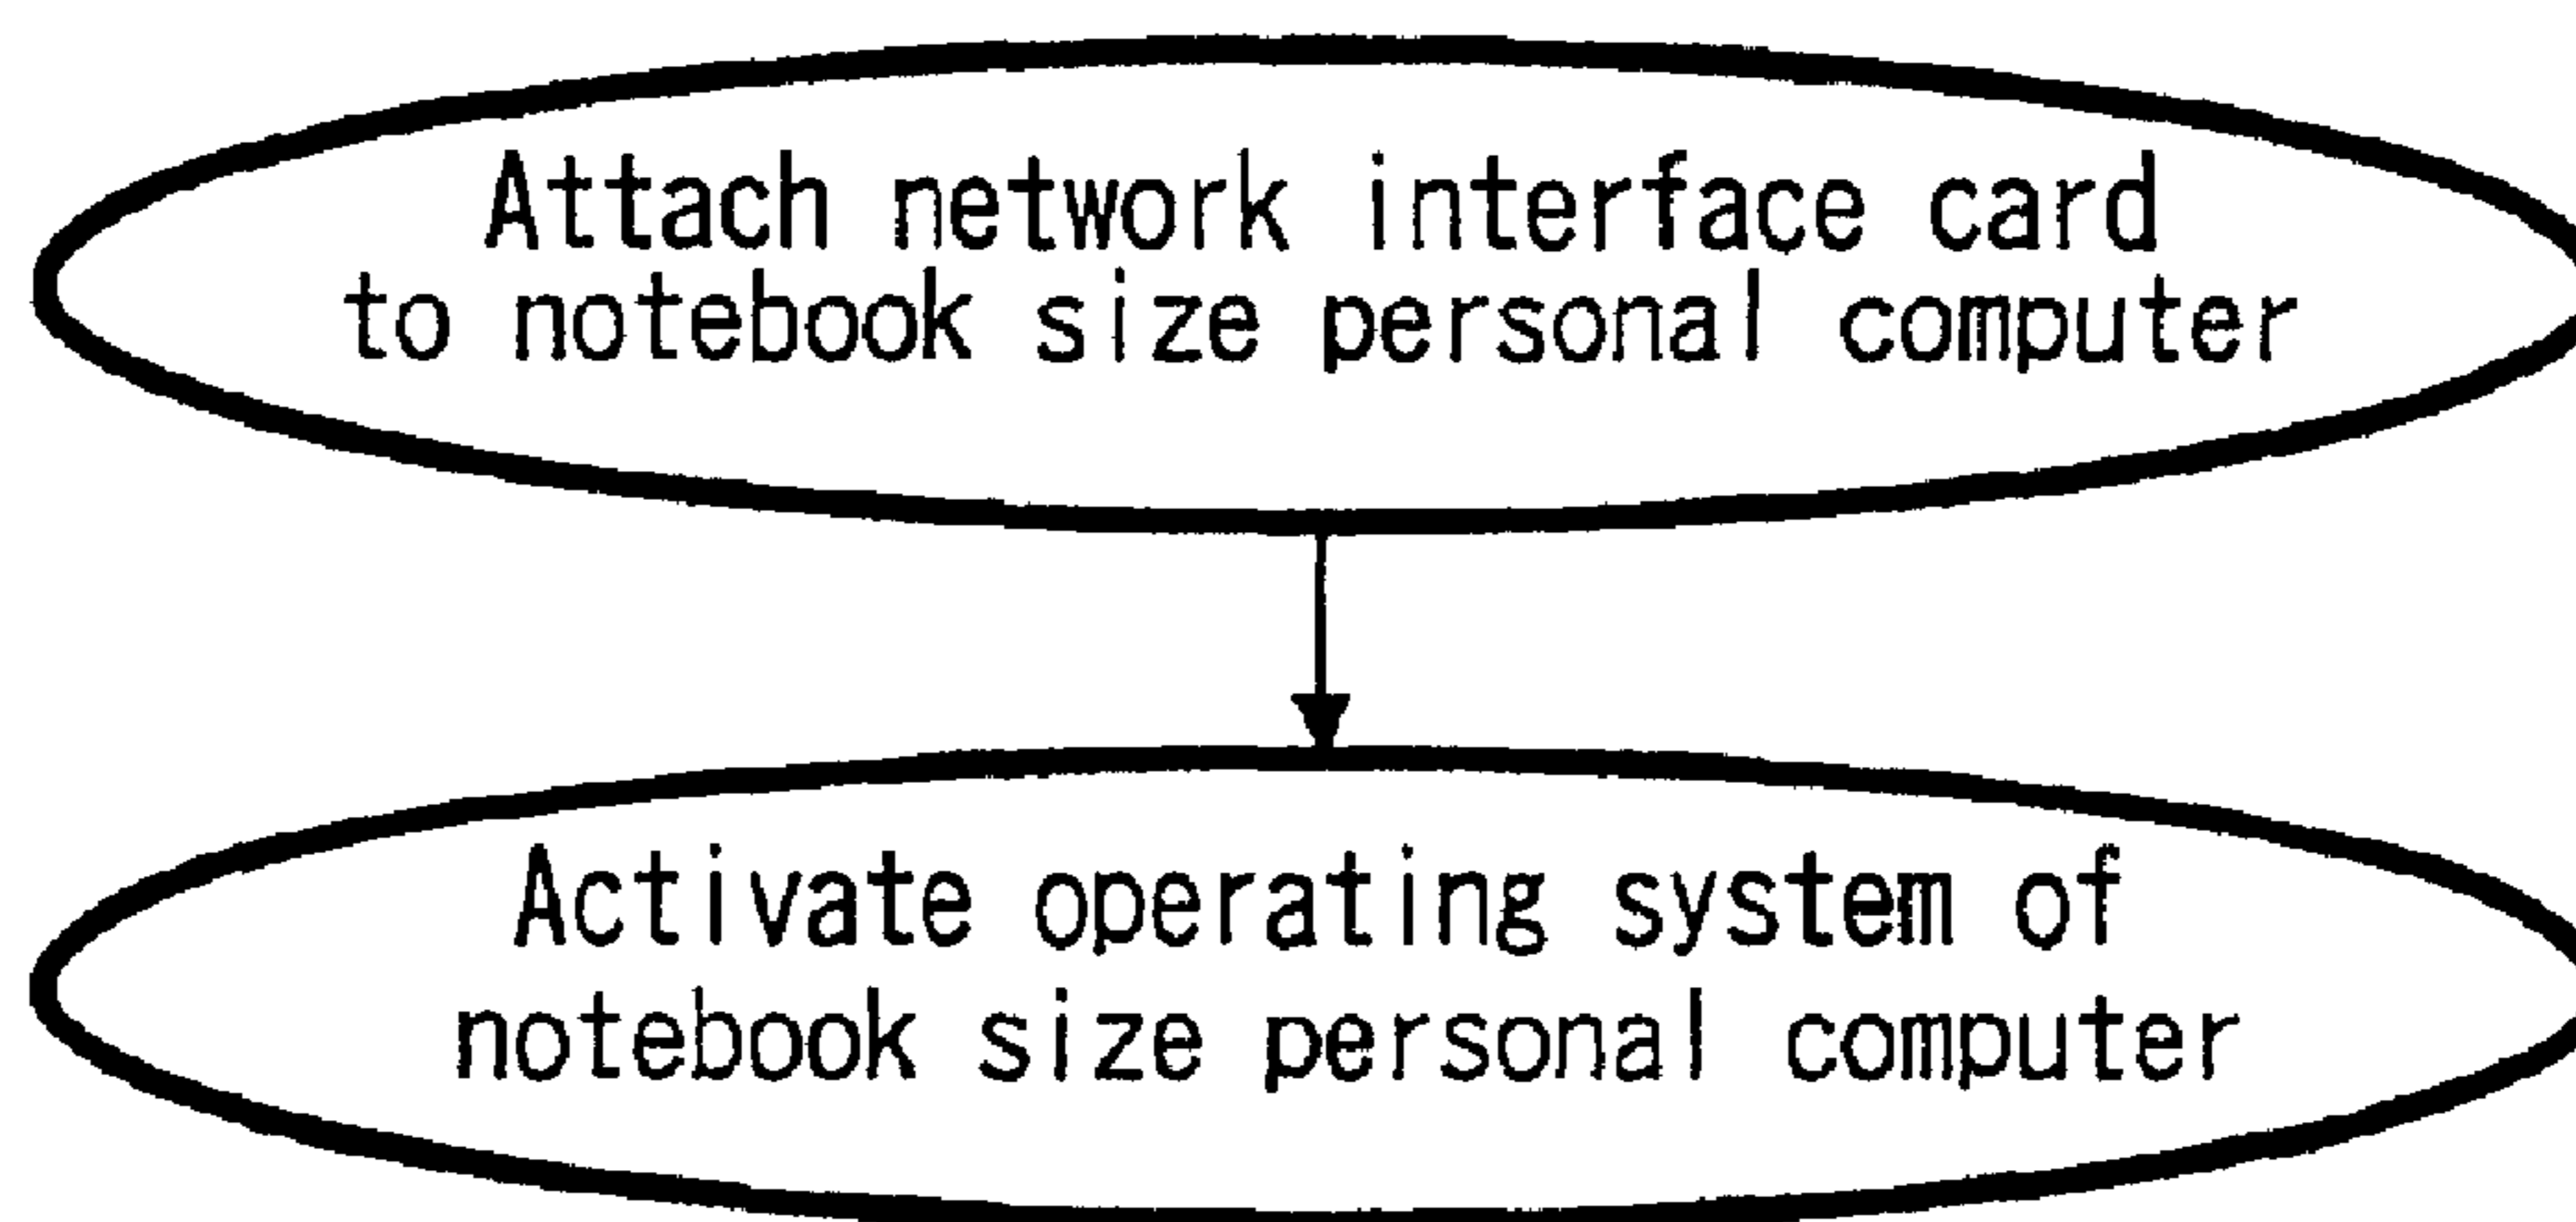 Attach network interface card
to notebook size personal computer
Activate operating system of
notebook size personal computer